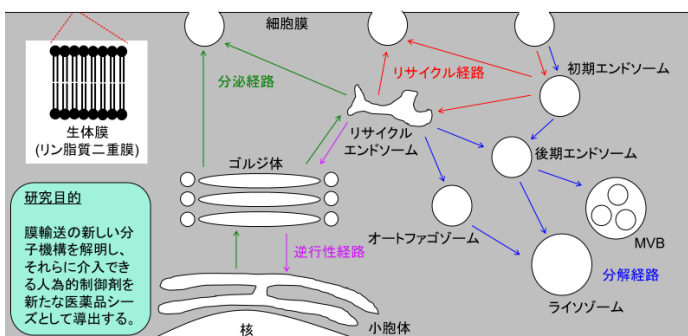 細胞膜
初期エンドソーム
リサイクル経路
分泌経路
生体膜
(リン脂質二重膜)
リサイクル
エンドソーム
後期エンドソーム
ゴルジ体
研究目的
膜輸送の新しい分
子機構を解明し、
それらに介入でき
る人為的制御剤を
新たな医薬品シー
ズとして導出する。
オートファゴゾーム
MVB
逆行性経路
分解経路
ライソゾーム
小胞体
核